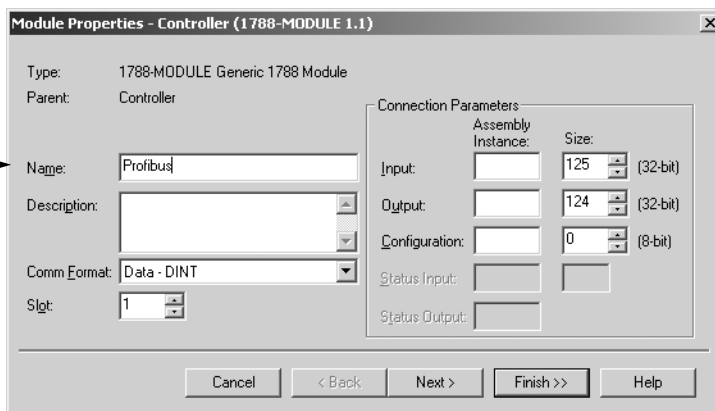 Module Properties - Controller (1788-MODULE 1.1)
Type: 1788-MODULE Generic 1788 Module
Parent: Controller
Name: Profibus
Description:
Comm Format: Data - DINT
Slot: 1
Connection Parameters
Assembly Instance: Size:
Input: 125 (32-bit)
Output: 124 (32-bit)
Configuration: 0 (8-bit)
Status Input:
Status Output:
Cancel < Back Next > Finish >> Help